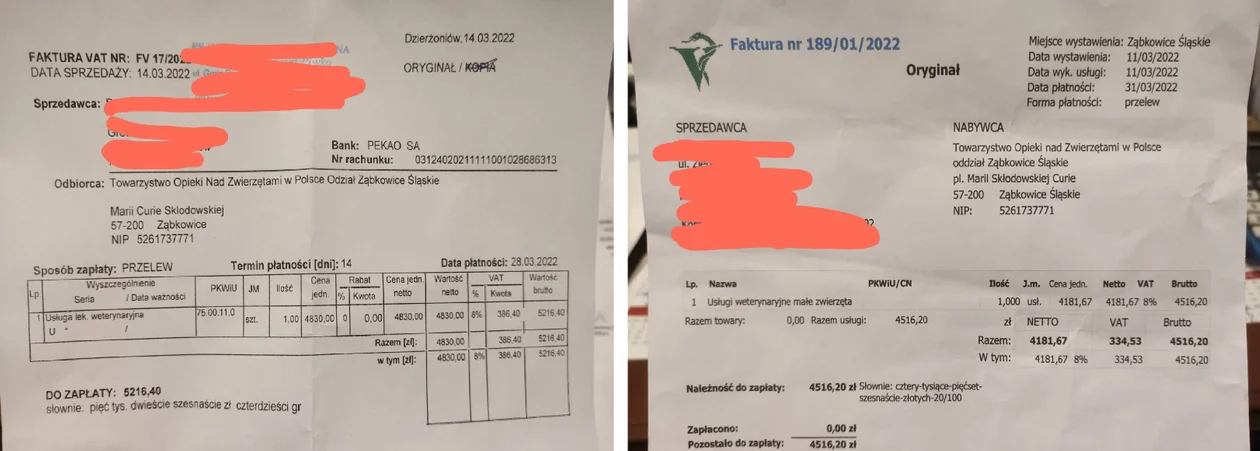 Dzierżoniów,14.03.2022
FAKTURA VAT NR: FV 17/202
DATA SPRZEDAŻY: 14.03.2022
ORYGINAŁ / KOPIA
Sprzedawca:
Bank: PEKAO SA
Nr rachunku: 03124020211111001028686313
Odbiorca: Towarzystwo Opieki Nad Zwierzętami w Polsce Odział Ząbkowice Śląskie
Marii Curie Sklodowskiej
57-200 Ząbkowice
NIP 5261737771
Sposób zapłaty: PRZELEW Termin płatności [dni]: 14 Data płatności: 28.03.2022
Lp Wyszczególnienie PKWiU JM Ilość Cena jedn. Rabat Cena jedn. netto Wartość netto VAT Wartość brutto
Seria / Data ważności % Kwota % Kwota
1 Usługa lek. weterynaryjna 75.00.11.0 szt. 1,00 4830,00 0 0,00 4830,00 4830,00 8% 386,40 5216,40
U * /
Razem [zł]: 4830,00 386,40 5216,40
w tym [zł]: 4830,00 8% 386,40 5216,40
DO ZAPŁATY: 5216,40
słownie: pięć tys. dwieście szesnaście zł czterdzieści gr
Faktura nr 189/01/2022
Oryginał
Miejsce wystawienia: Ząbkowice Śląskie
Data wystawienia: 11/03/2022
Data wyk. usługi: 11/03/2022
Data płatności: 31/03/2022
Forma płatności: przelew
SPRZEDAWCA
NABYWCA
Towarzystwo Opieki nad Zwierzętami w Polsce
oddział Ząbkowice Śląskie
pl. Marii Skłodowskiej Curie
57-200 Ząbkowice Śląskie
NIP: 5261737771
Lp. Nazwa PKWiU/CN Ilość J.m. Cena jedn. Netto VAT Brutto
1 Usługi weterynaryjne małe zwierzęta 1,000 usł. 4181,67 4181,67 8% 4516,20
Razem towary: 0,00 Razem usługi: 4516,20 zł NETTO VAT Brutto
Razem: 4181,67 334,53 4516,20
W tym: 4181,67 8% 334,53 4516,20
Należność do zapłaty: 4516,20 zł Słownie: cztery-tysiące-pięćset-
szesnaście-złotych-20/100
Zapłacono: 0,00 zł
Pozostało do zapłaty: 4516,20 zł